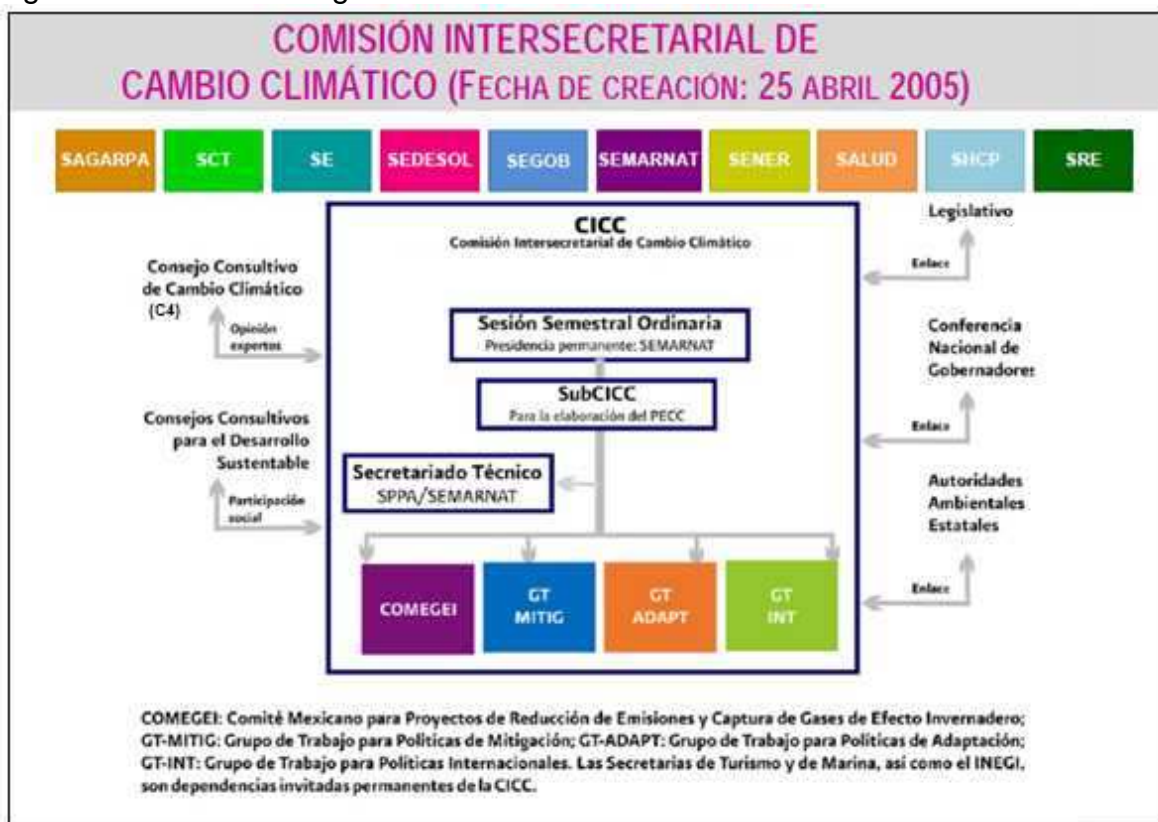 COMISIÓN INTERSECRETARIAL DE
CAMBIO CLIMÁTICO (FECHA DE CREACIÓN: 25 ABRIL 2005)
SAGARPA SCT SE SEDESOL SEGOB SEMARNAT SENER SALUD SHCP SRE
CICC
Comisión Intersecretarial de Cambio Climático
Legislativo
Enlace
Consejo Consultivo
de Cambio Climático
(C4)
Opinión
expertos
Sesión Semestral Ordinaria
Presidencia permanente: SEMARNAT
Conferencia
Nacional de
Gobernadores
Enlace
SubCICC
Para la elaboración del PECC
Consejos Consultivos
para el Desarrollo
Sustentable
Participación
social
Secretariado Técnico
SPPA/SEMARNAT
Autoridades
Ambientales
Estatales
Enlace
COMEGEI
GT
MITIG
GT
ADAPT
GT
INT
COMEGEI: Comité Mexicano para Proyectos de Reducción de Emisiones y Captura de Gases de Efecto Invernadero;
GT-MITIG: Grupo de Trabajo para Políticas de Mitigación; GT-ADAPT: Grupo de Trabajo para Políticas de Adaptación;
GT-INT: Grupo de Trabajo para Políticas Internacionales. Las Secretarias de Turismo y de Marina, así como el INEGI,
son dependencias invitadas permanentes de la CICC.